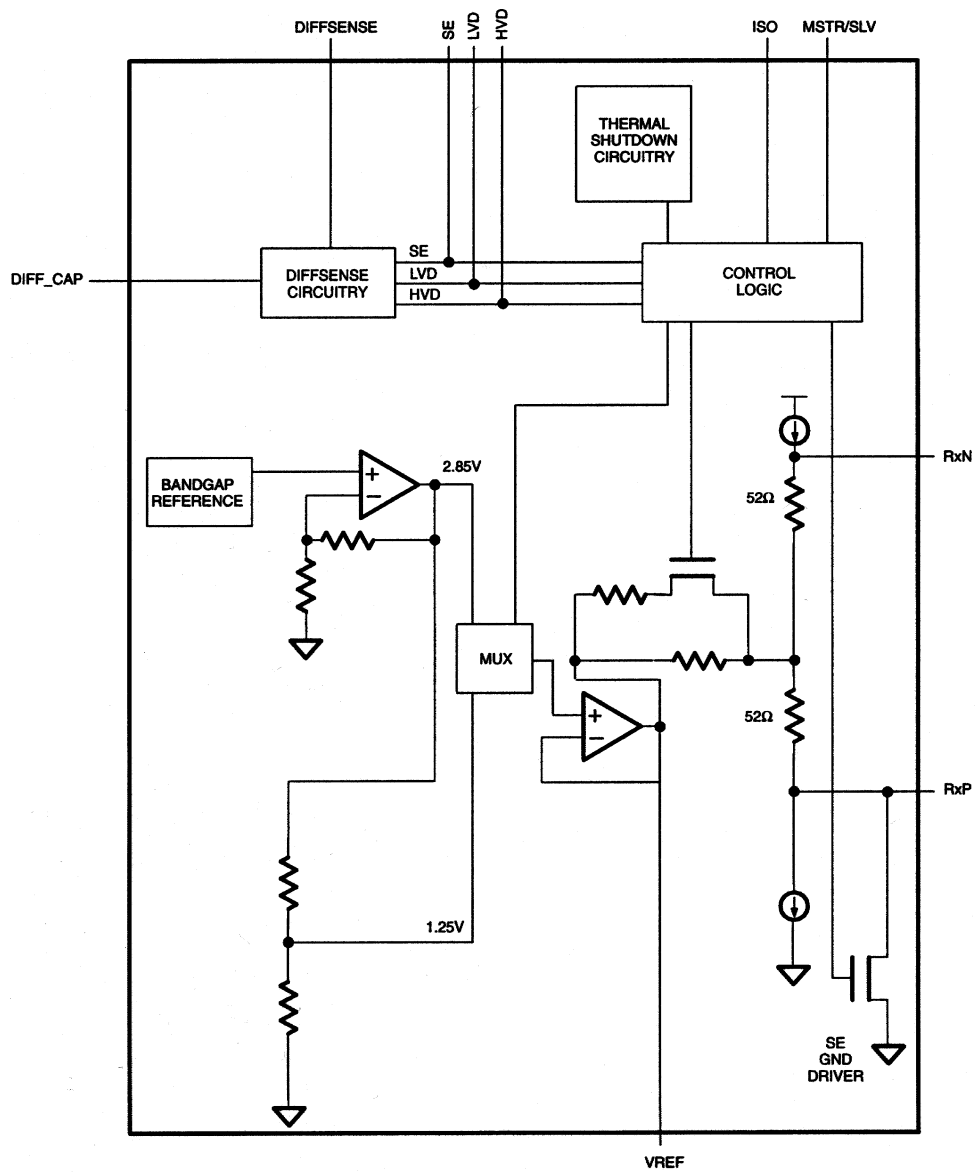 DIFFSENSE
SE
LVD
HVD
ISO
MSTR/SLV
THERMAL
SHUTDOWN
CIRCUITRY
DIFF_CAP
DIFFSENSE
CIRCUITRY
SE
LVD
HVD
CONTROL
LOGIC
BANDGAP
REFERENCE
+
−
2.85V
RxN
52Ω
MUX
+
−
52Ω
RxP
1.25V
SE
GND
DRIVER
VREF